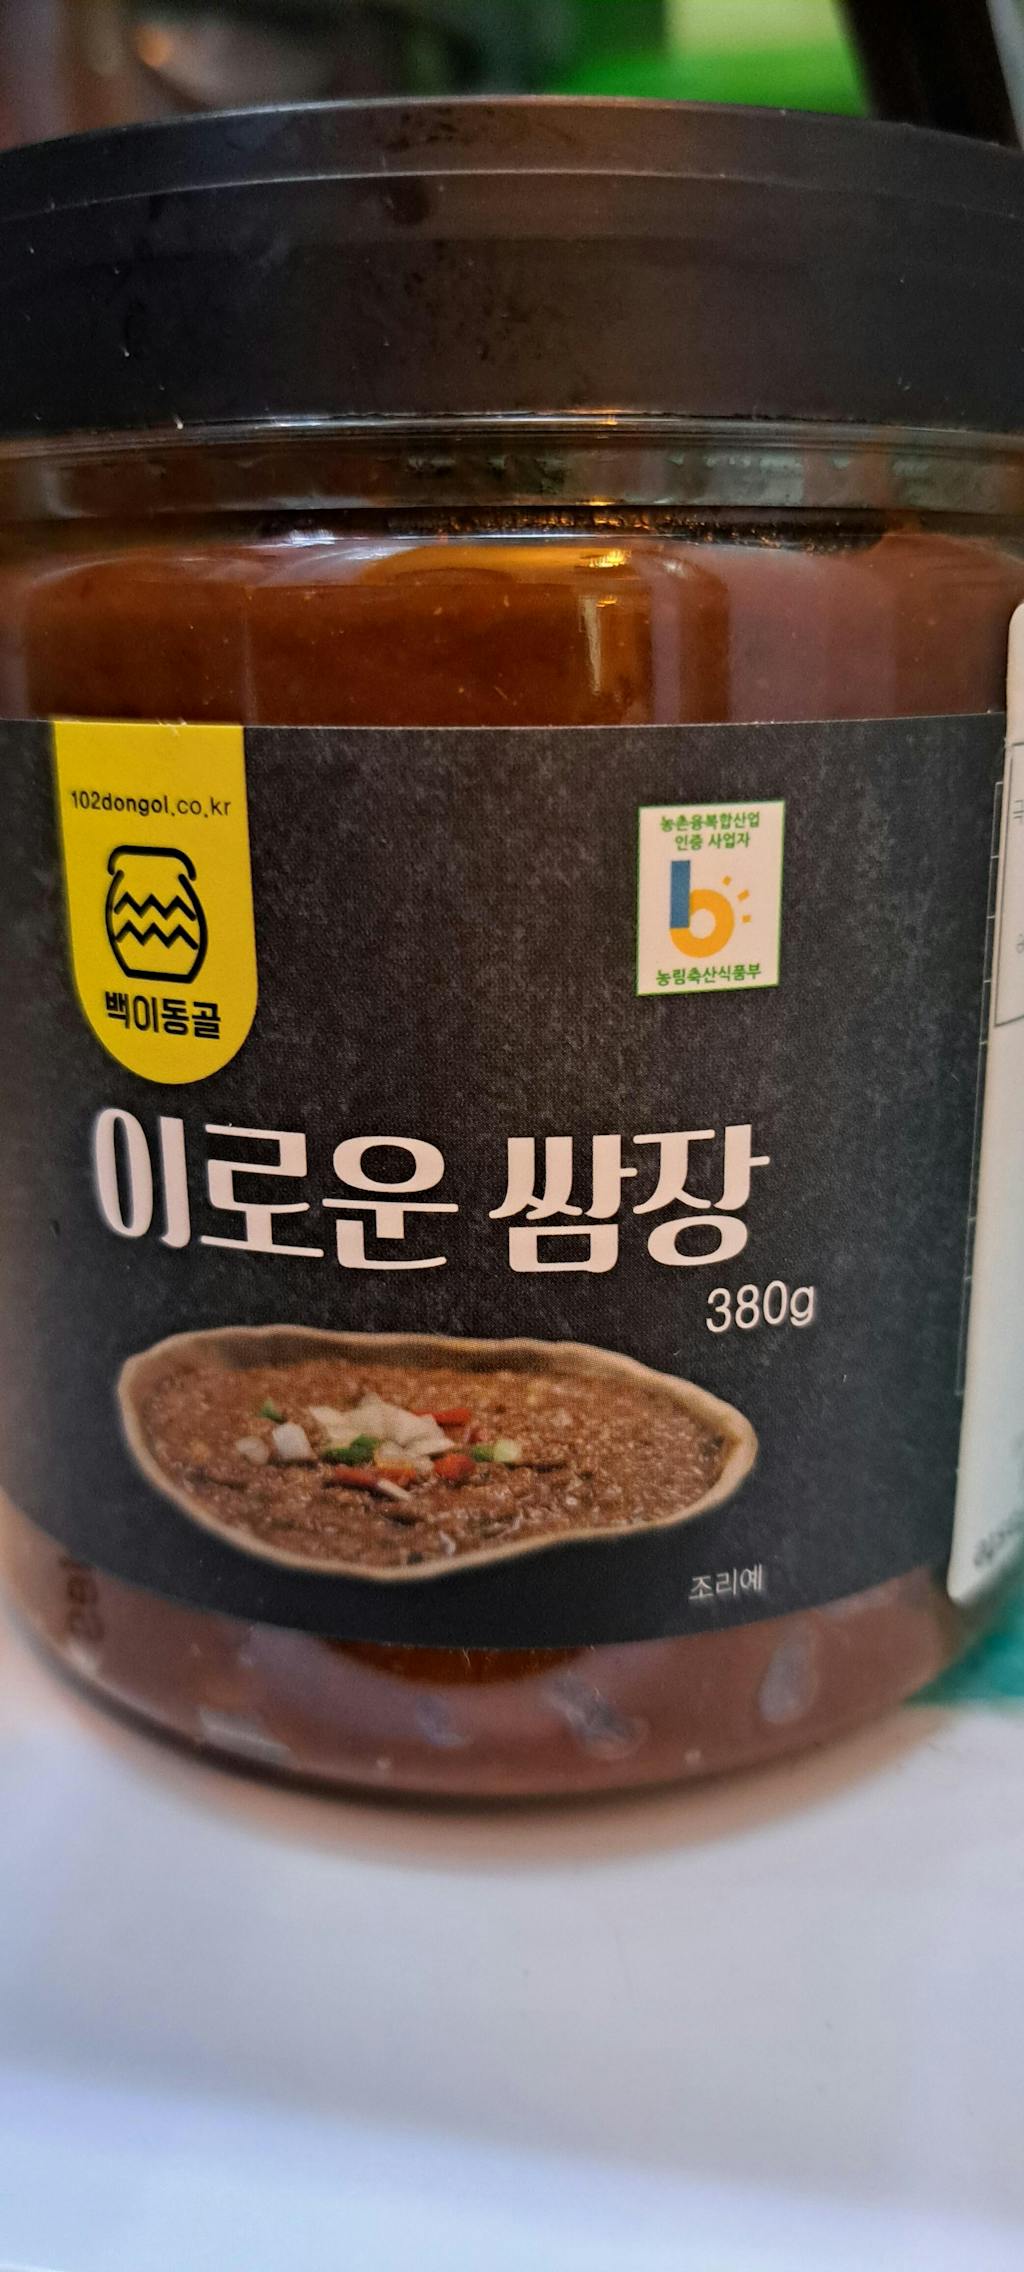 102dongol.co.kr
백이동골
농촌융복합산업
인증 사업자
농림축산식품부
이로운 쌈장
380g
조리예